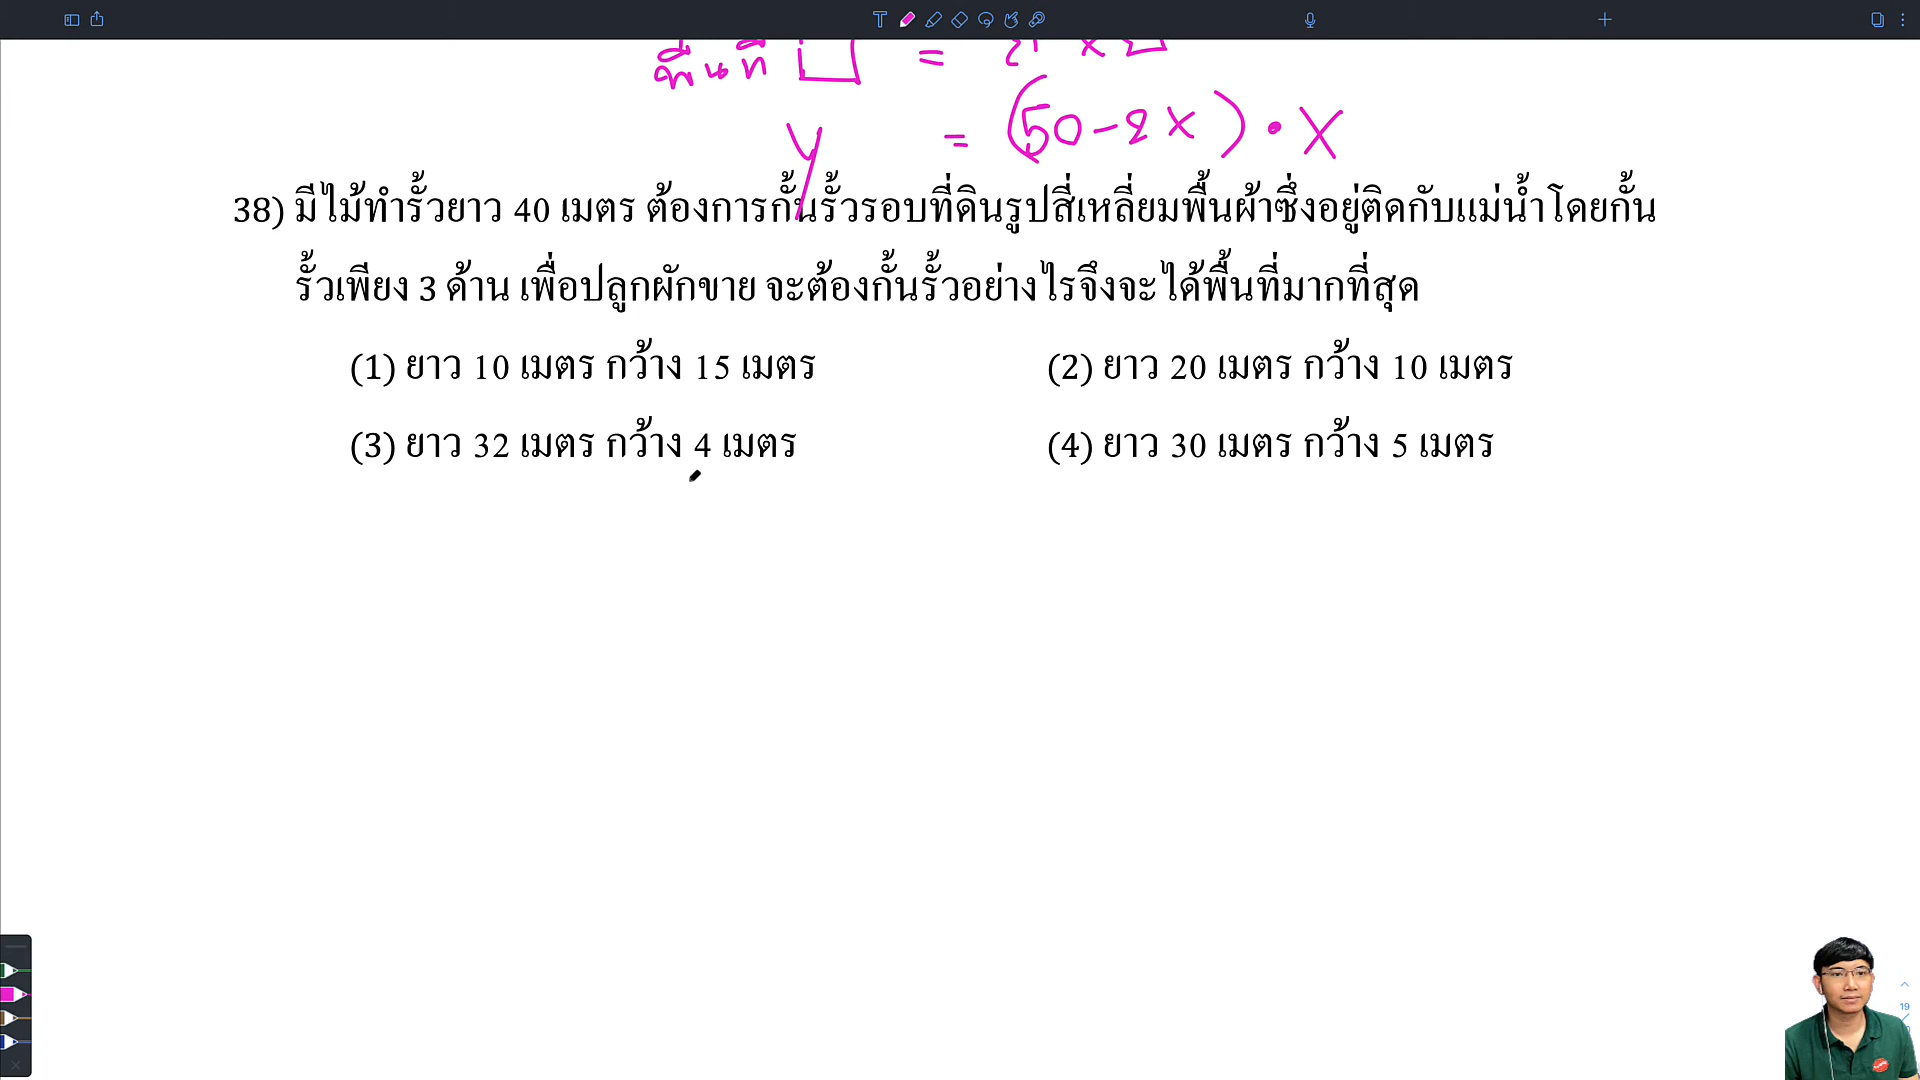 พื้นที่ □ = × □
y = (50-2x) • x
38) มีไม้ทำรั้วยาว 40 เมตร ต้องการกั้นรั้วรอบที่ดินรูปสี่เหลี่ยมพื้นผ้าซึ่งอยู่ติดกับแม่น้ำโดยกั้น
รั้วเพียง 3 ด้าน เพื่อปลูกผักขาย จะต้องกั้นรั้วอย่างไรจึงจะได้พื้นที่มากที่สุด
(1) ยาว 10 เมตร กว้าง 15 เมตร (2) ยาว 20 เมตร กว้าง 10 เมตร
(3) ยาว 32 เมตร กว้าง 4 เมตร (4) ยาว 30 เมตร กว้าง 5 เมตร
19